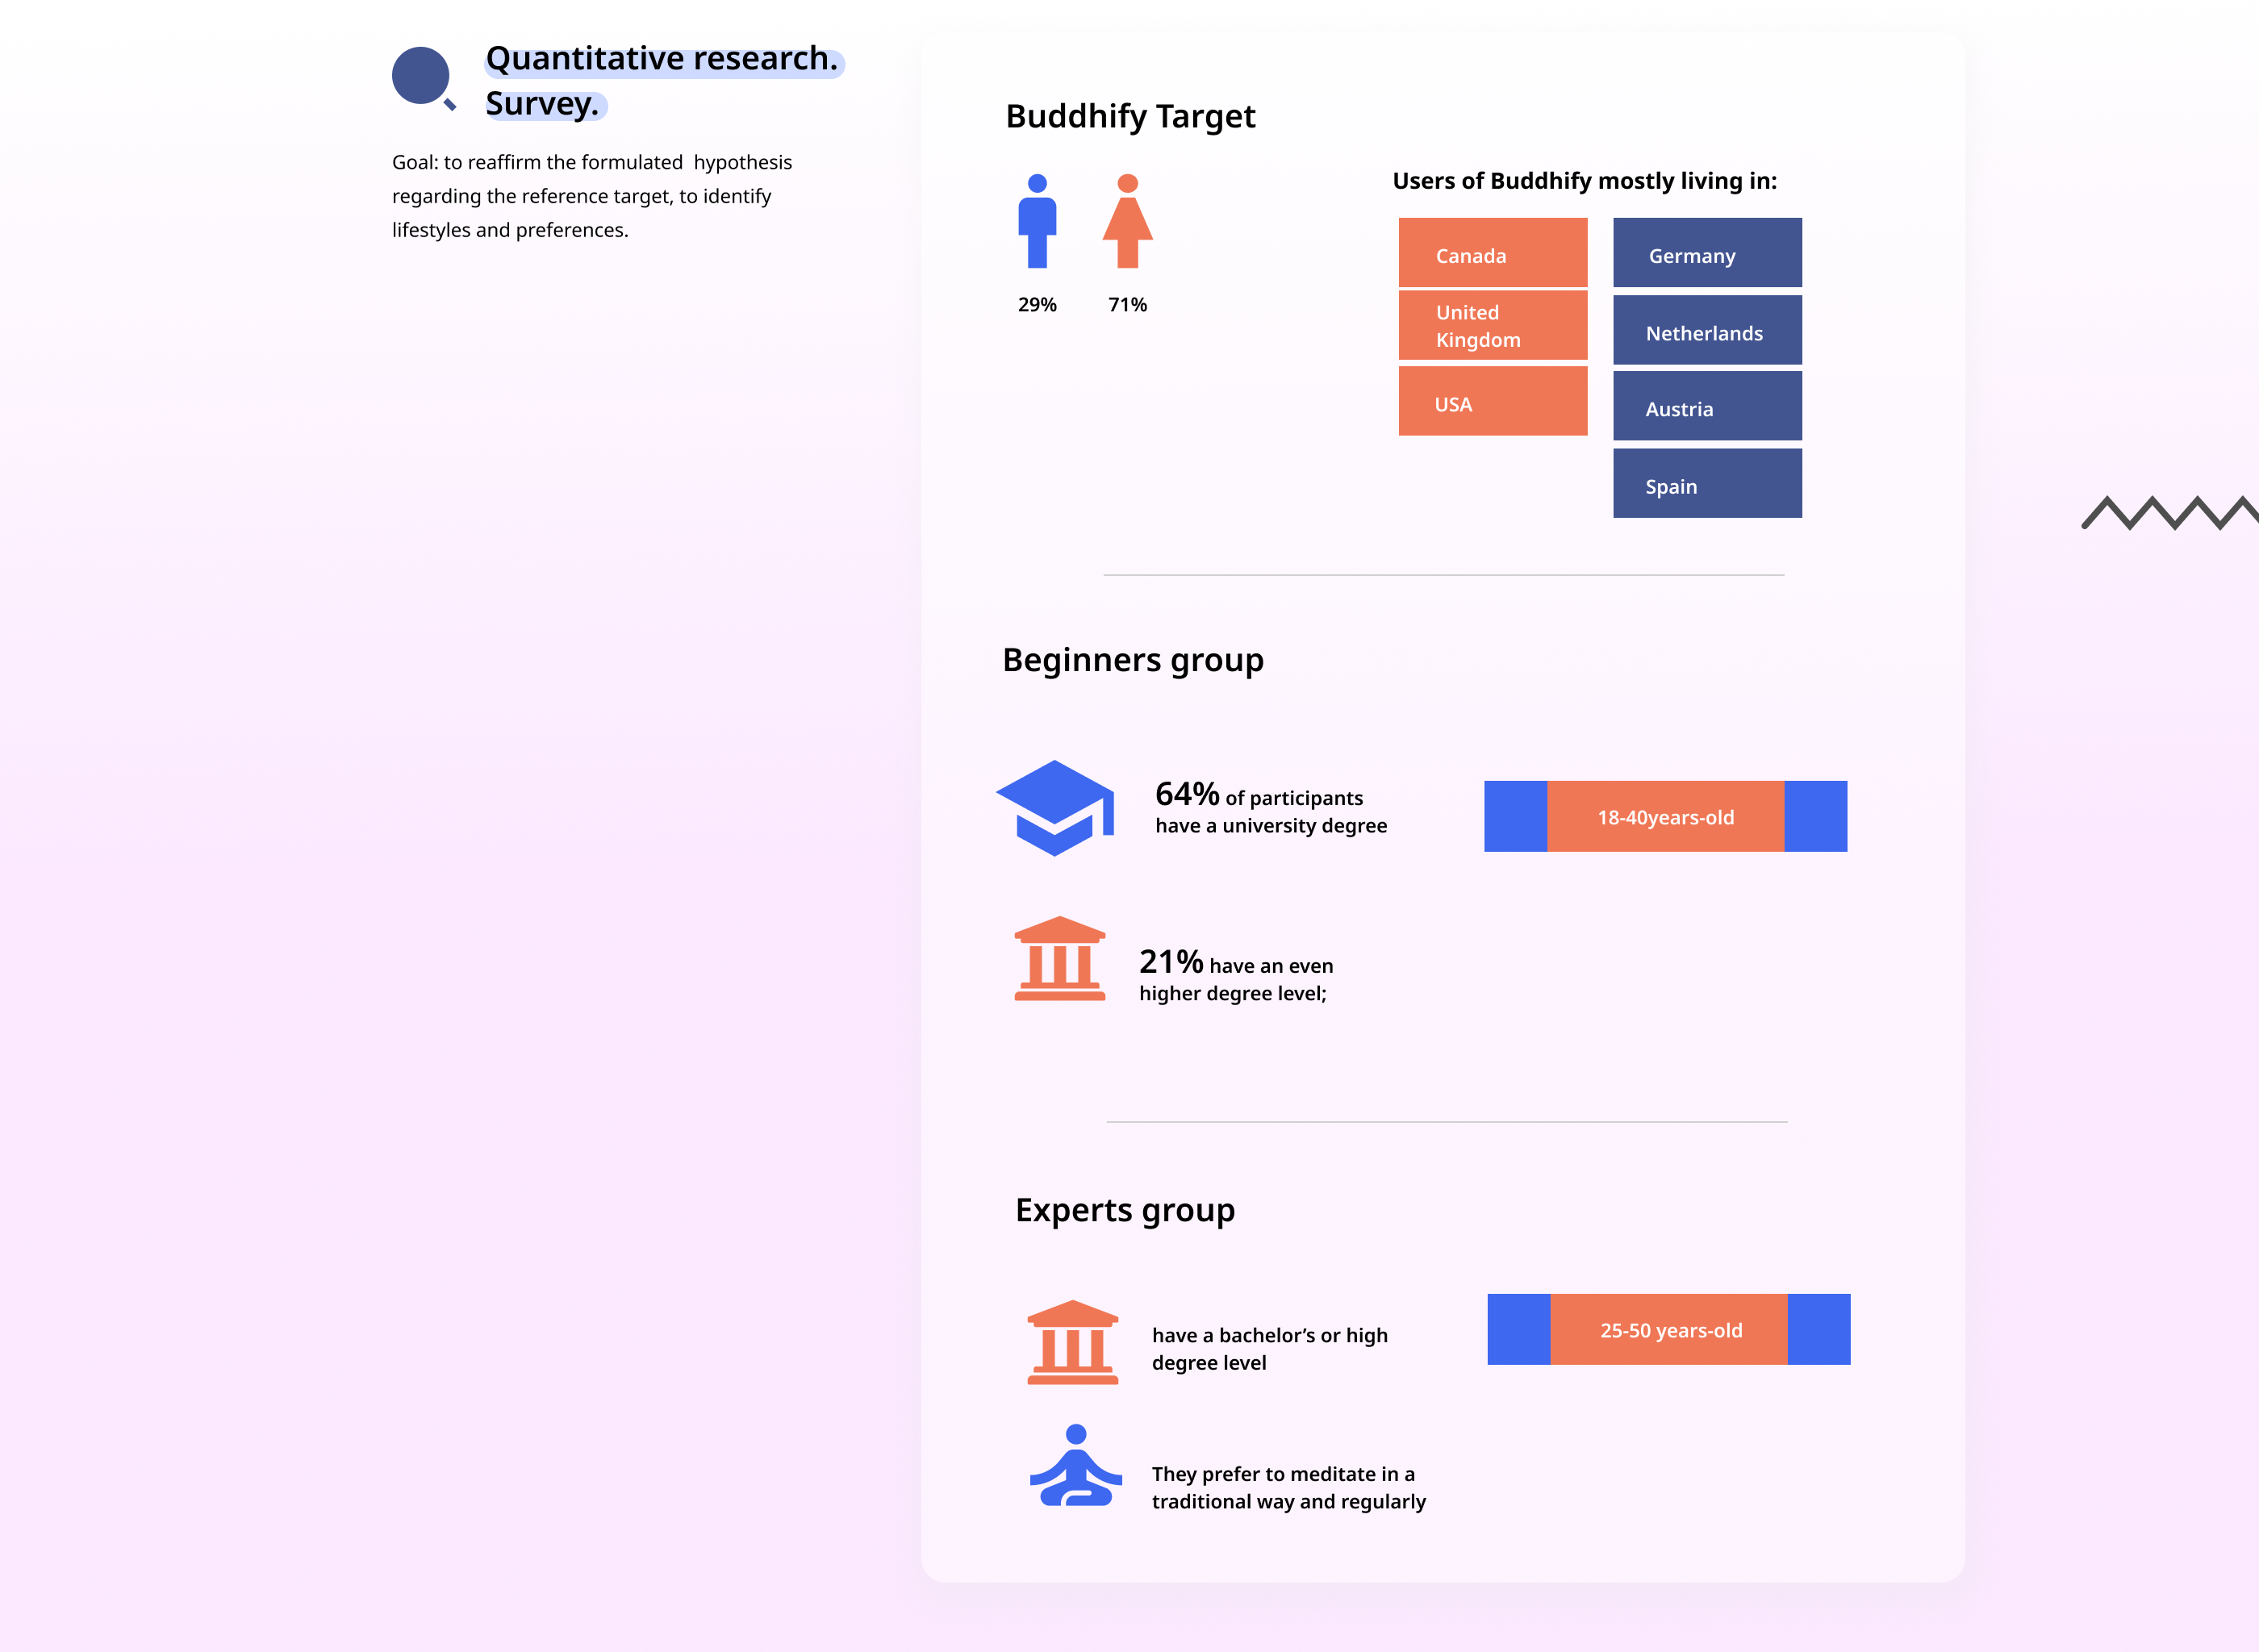 Quantitative research.
Survey.
Goal: to reaffirm the formulated  hypothesis
regarding the reference target, to identify
lifestyles and preferences.
Buddhify Target
29%
71%
Users of Buddhify mostly living in:
Canada
United
Kingdom
USA
Germany
Netherlands
Austria
Spain
Beginners group
64% of participants
have a university degree
18-40years-old
21% have an even
higher degree level;
Experts group
have a bachelor’s or high
degree level
25-50 years-old
They prefer to meditate in a
traditional way and regularly